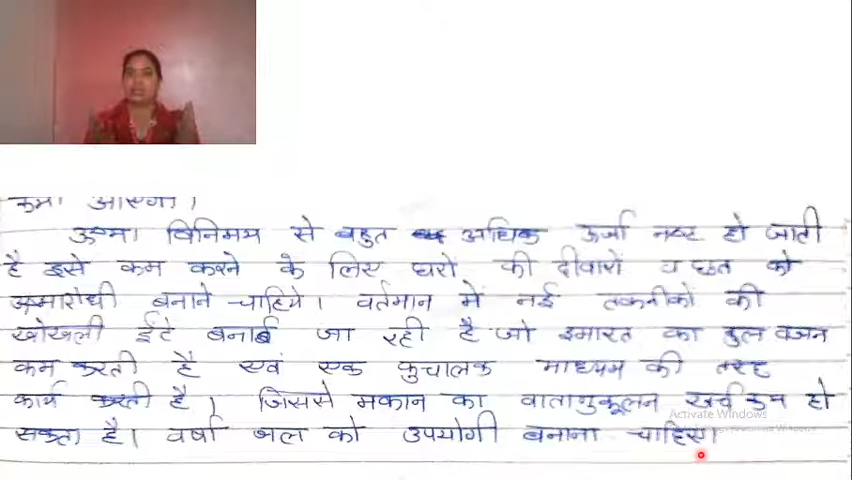 कमी आएगी।
ऊष्मा विनिमय से बहुत अधिक ऊर्जा नष्ट हो जाती
है इसे कम करने के लिए घरो की दीवारों व छत को
ऊष्मारोधी बनाने चाहिये। वर्तमान में नई तकनीको की
खोखली ईंटे बनाई जा रही है जो इमारत का कुल वजन
कम करती है एवं एक कुचालक माध्यम की तरह
कार्य करती है। जिससे मकान का वातानुकूलन खर्च कम हो
सकता है। वर्षा जल को उपयोगी बनाना चाहिए।
Activate Windows